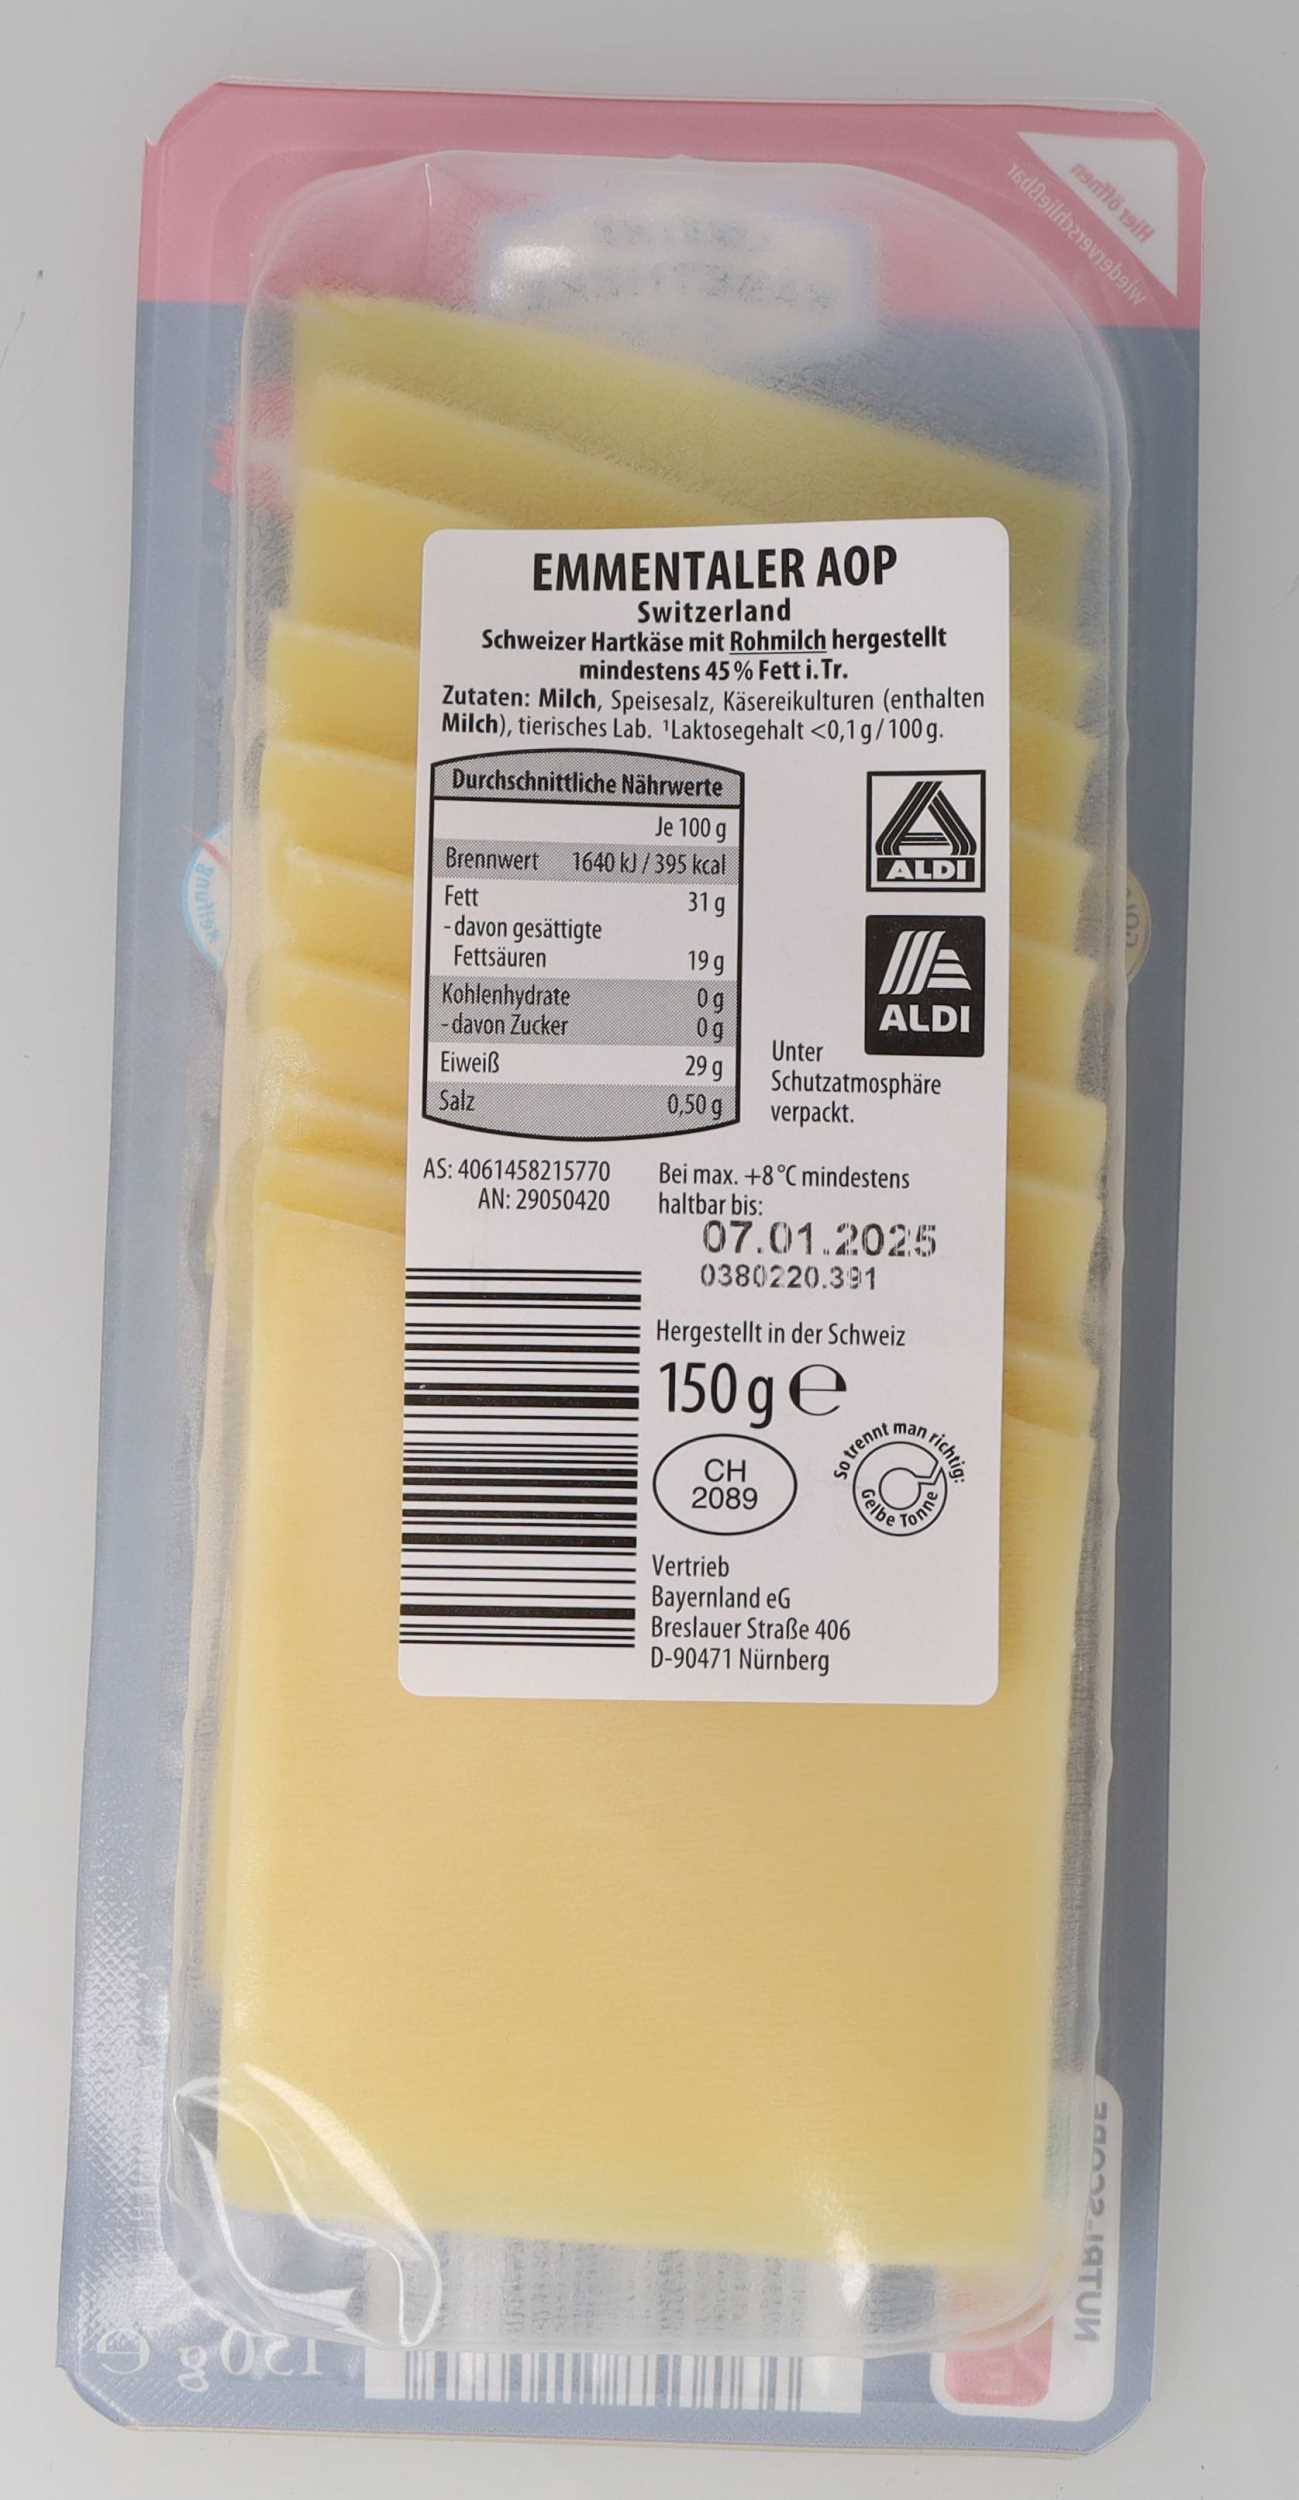 Hier öffnen
wiederverschließbar
EMMENTALER AOP
Switzerland
Schweizer Hartkäse mit Rohmilch hergestellt
mindestens 45% Fett i.Tr.
Zutaten: Milch, Speisesalz, Käsereikulturen (enthalten
Milch), tierisches Lab. ¹Laktosegehalt <0,1 g/100 g.
Durchschnittliche Nährwerte
Je 100 g
Brennwert 1640 kJ / 395 kcal
Fett 31 g
- davon gesättigte
Fettsäuren 19 g
Kohlenhydrate 0 g
- davon Zucker 0 g
Eiweiß 29 g
Salz 0,50 g
ALDI
ALDI
Unter
Schutzatmosphäre
verpackt.
AS: 4061458215770
AN: 29050420
Bei max. +8°C mindestens
haltbar bis:
07.01.2025
0380220.391
Hergestellt in der Schweiz
150 g e
CH
2089
So trennt man richtig:
Gelbe Tonne
Vertrieb
Bayernland eG
Breslauer Straße 406
D-90471 Nürnberg
NUTRI-SCORE
150 g e